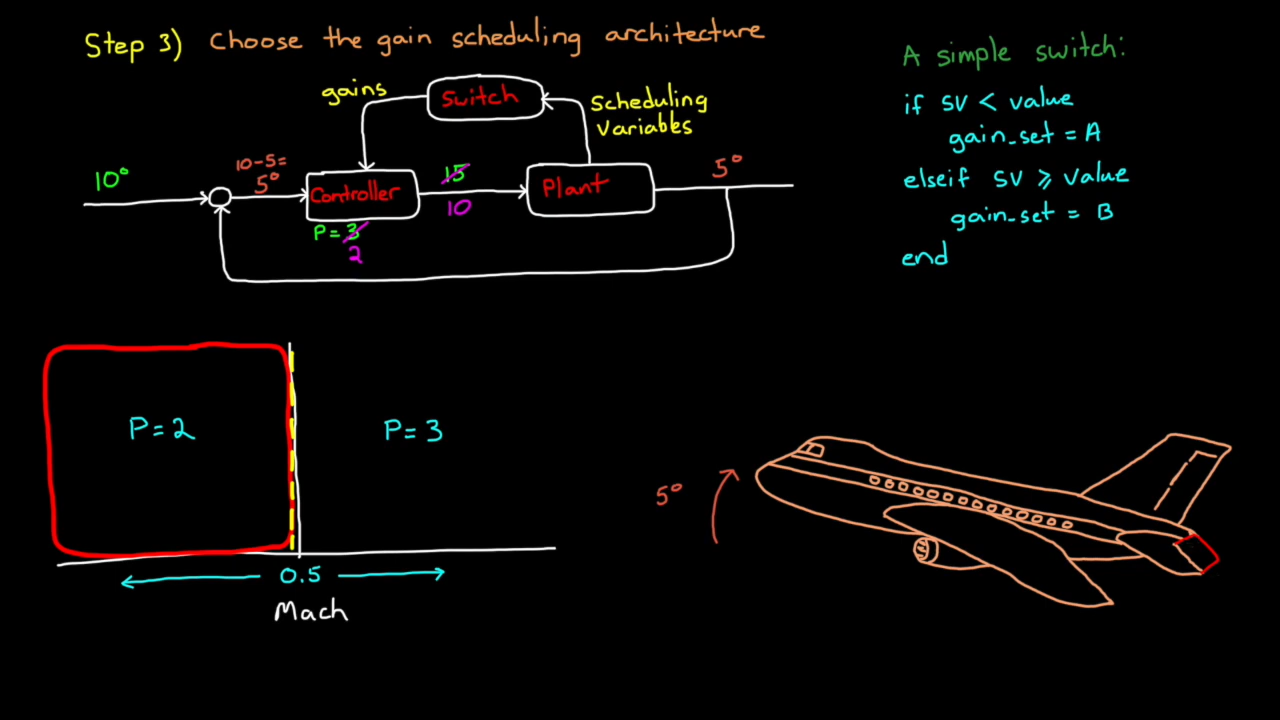 Step 3) Choose the gain scheduling architecture
gains
Switch
Scheduling
Variables
10°
10-5=
5°
Controller
P = 3
2
15
10
Plant
5°
A simple switch:
if SV < value
gain_set = A
elseif SV ⩾ value
gain_set = B
end
P=2
P=3
0.5
Mach
5°